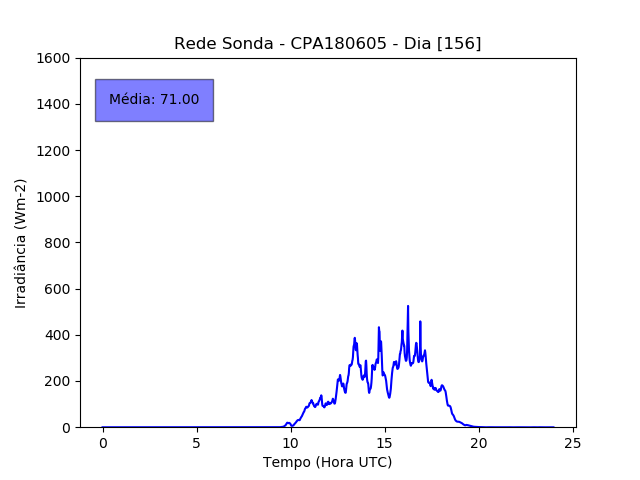 Rede Sonda - CPA180605 - Dia [156]
1600
1400
1200
1000
800
600
400
200
0
Média: 71.00
Irradiância (Wm-2)
0 5 10 15 20 25
Tempo (Hora UTC)